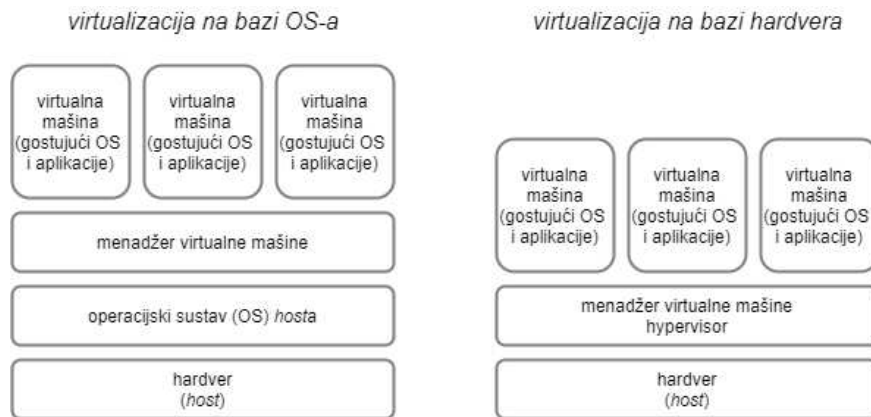 virtualizacija na bazi OS-a
virtualna
mašina
(gostujući OS
i aplikacije)
virtualna
mašina
(gostujući OS
i aplikacije)
virtualna
mašina
(gostujući OS
i aplikacije)
menadžer virtualne mašine
operacijski sustav (OS) hosta
hardver
(host)
virtualizacija na bazi hardvera
virtualna
mašina
(gostujući OS
i aplikacije)
virtualna
mašina
(gostujući OS
i aplikacije)
virtualna
mašina
(gostujući OS
i aplikacije)
menadžer virtualne mašine
hypervisor
hardver
(host)